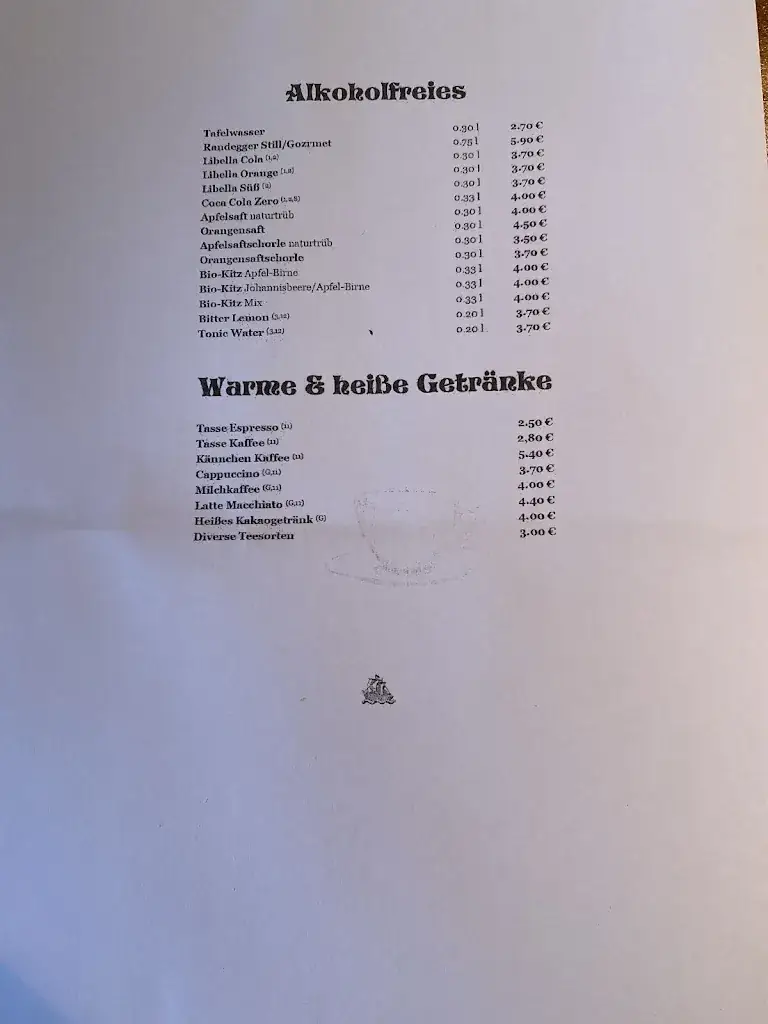 Alkoholfreies
Tafelwasser 0.30 l 2.70 €
Randegger Still/Gozrmet 0.75 l 5.90 €
Libella Cola (1,2) 0.30 l 3.70 €
Libella Orange (1,2) 0.30 l 3.70 €
Libella Süß (2) 0.30 l 3.70 €
Coca Cola Zero (1,2,8) 0.33 l 4.00 €
Apfelsaft naturtrüb 0.30 l 4.00 €
Orangensaft 0.30 l 4.50 €
Apfelsaftschorle naturtrüb 0.30 l 3.50 €
Orangensaftschorle 0.30 l 3.70 €
Bio-Kitz Apfel-Birne 0.33 l 4.00 €
Bio-Kitz Johannisbeere/Apfel-Birne 0.33 l 4.00 €
Bio-Kitz Mix 0.33 l 4.00 €
Bitter Lemon (3,12) 0.20 l 3.70 €
Tonic Water (3,12) 0.20 l 3.70 €
Warme & heiße Getränke
Tasse Espresso (11) 2.50 €
Tasse Kaffee (11) 2,80 €
Kännchen Kaffee (11) 5.40 €
Cappuccino (G,11) 3.70 €
Milchkaffee (G,11) 4.00 €
Latte Macchiato (G,11) 4.40 €
Heißes Kakaogetränk (G) 4.00 €
Diverse Teesorten 3.00 €